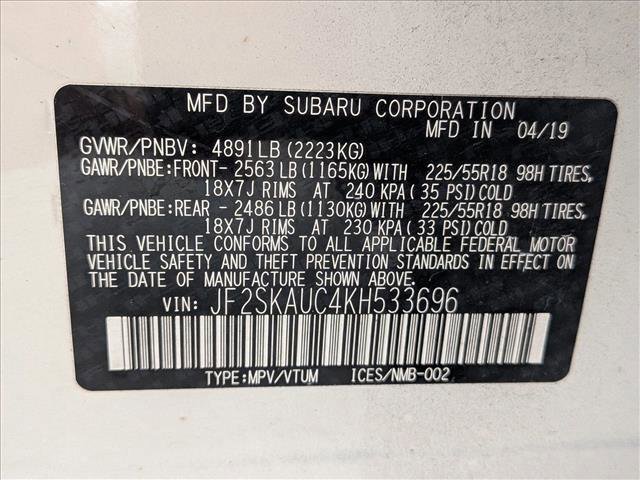 MFD BY SUBARU CORPORATION
MFD IN 04/19
GVWR/PNBV: 4891LB (2223KG)
GAWR/PNBE:FRONT- 2563 LB (1165KG) WITH 225/55R18 98H TIRES,
18X7J RIMS AT 240 KPA (35 PSI) COLD
GAWR/PNBE:REAR - 2486 LB (1130KG) WITH 225/55R18 98H TIRES,
18X7J RIMS AT 230 KPA (33 PSI) COLD
THIS VEHICLE CONFORMS TO ALL APPLICABLE FEDERAL MOTOR
VEHICLE SAFETY AND THEFT PREVENTION STANDARDS IN EFFECT ON
THE DATE OF MANUFACTURE SHOWN ABOVE.
VIN: JF2SKAUC4KH533696
TYPE:MPV/VTUM ICES/NMB-002